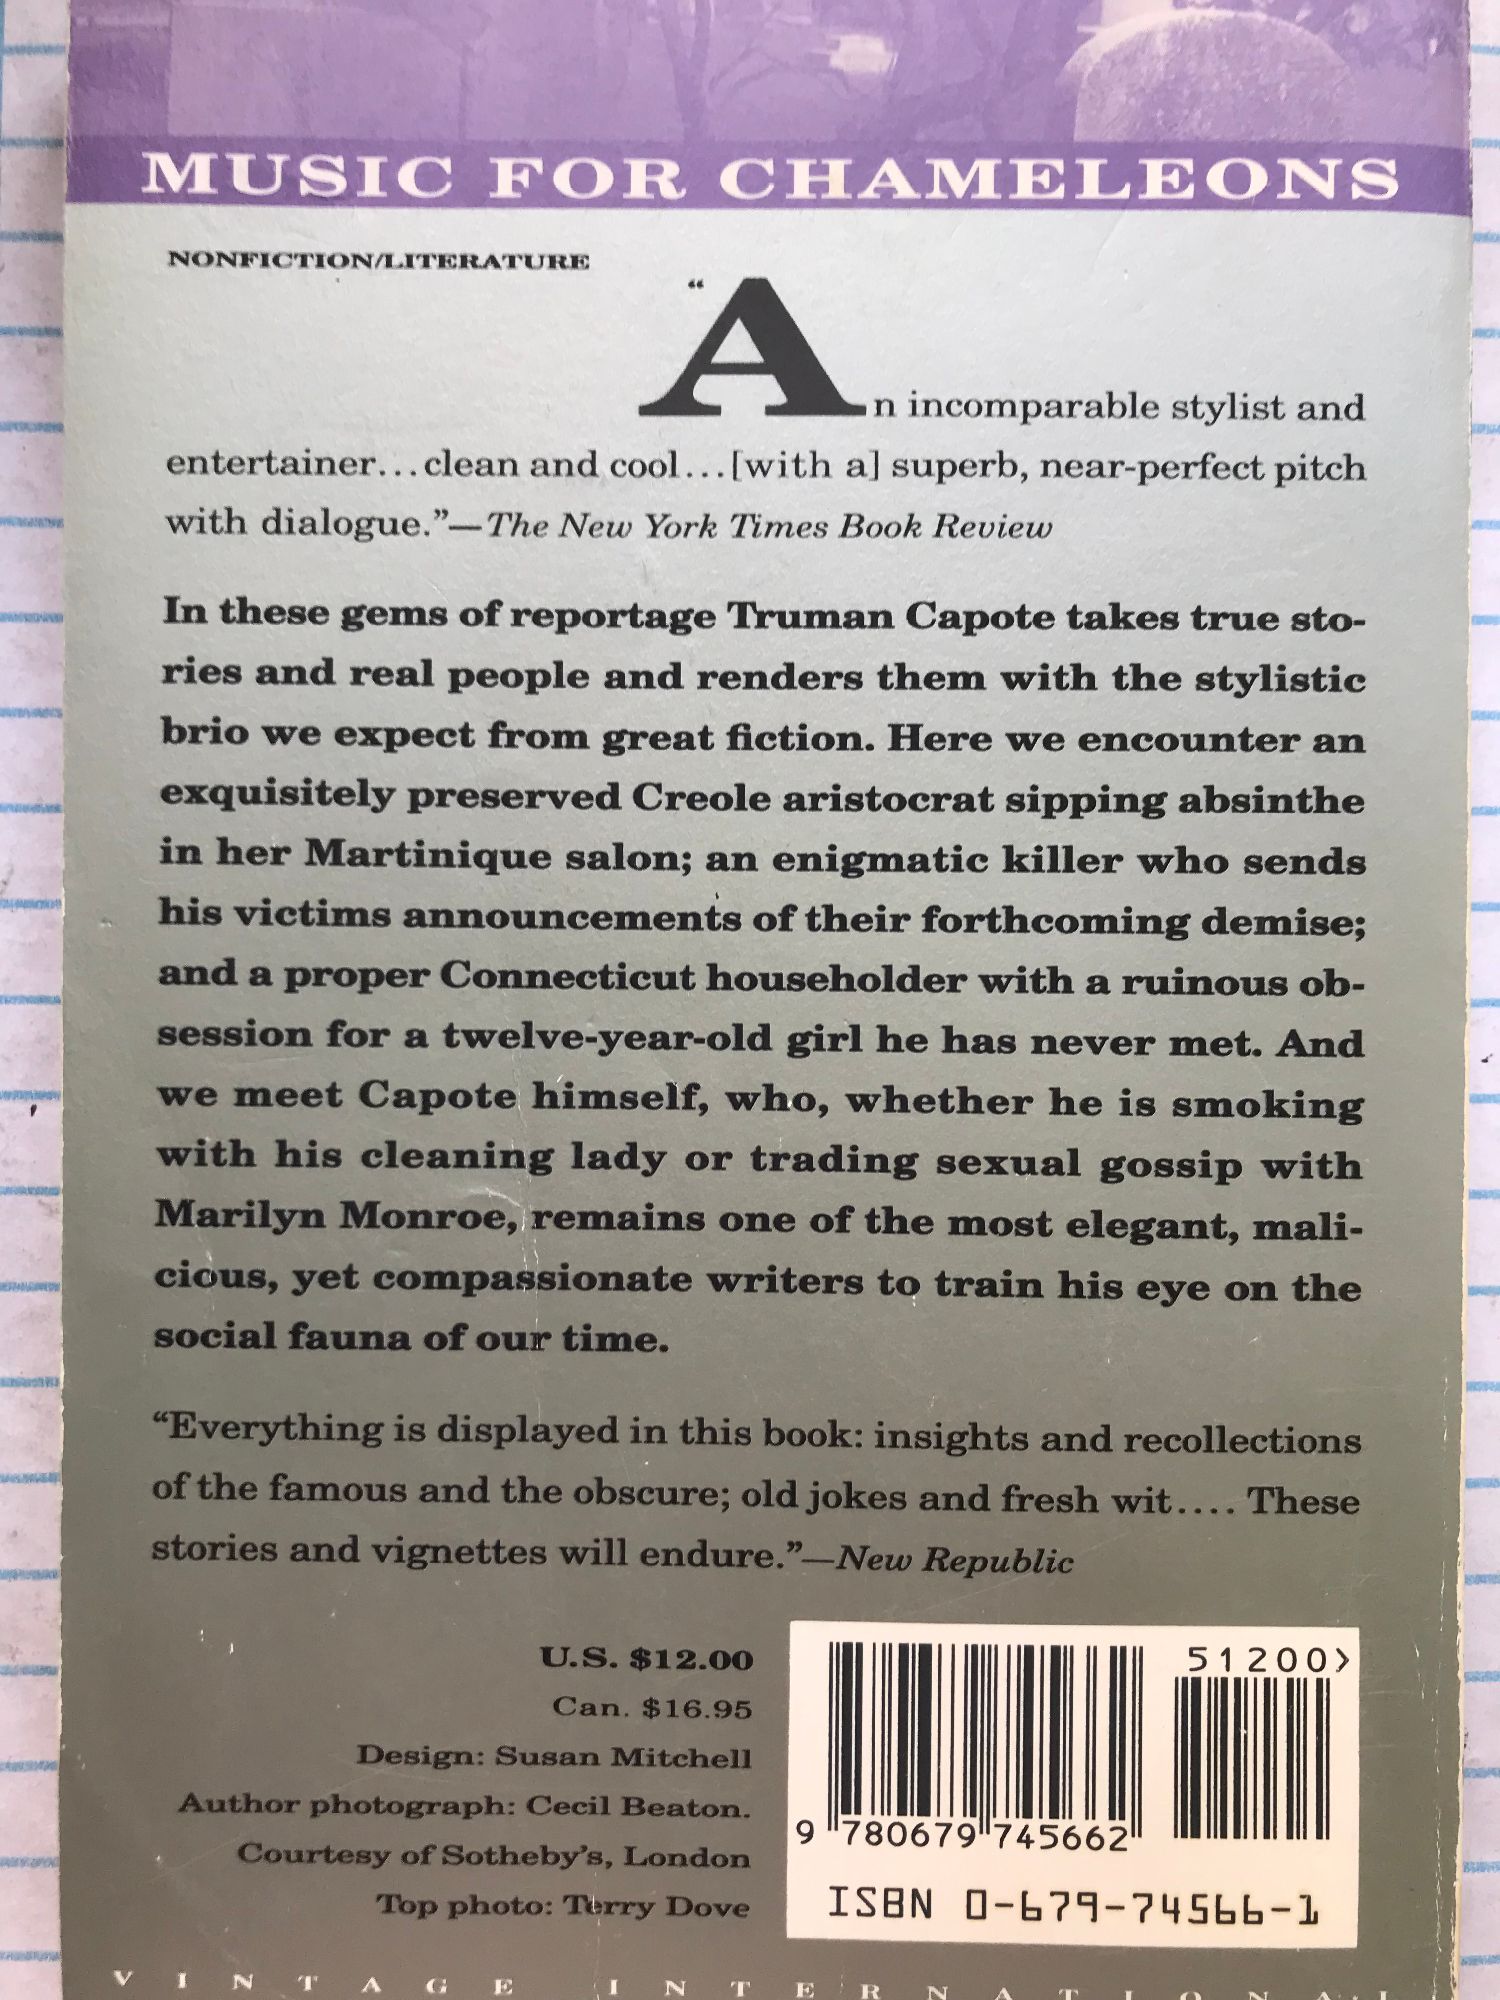 MUSIC FOR CHAMELEONS
NONFICTION/LITERATURE
“An incomparable stylist and
entertainer...clean and cool...[with a] superb, near-perfect pitch
with dialogue.”—The New York Times Book Review
In these gems of reportage Truman Capote takes true sto-
ries and real people and renders them with the stylistic
brio we expect from great fiction. Here we encounter an
exquisitely preserved Creole aristocrat sipping absinthe
in her Martinique salon; an enigmatic killer who sends
his victims announcements of their forthcoming demise;
and a proper Connecticut householder with a ruinous ob-
session for a twelve-year-old girl he has never met. And
we meet Capote himself, who, whether he is smoking
with his cleaning lady or trading sexual gossip with
Marilyn Monroe, remains one of the most elegant, mali-
cious, yet compassionate writers to train his eye on the
social fauna of our time.
“Everything is displayed in this book: insights and recollections
of the famous and the obscure; old jokes and fresh wit.... These
stories and vignettes will endure.”—New Republic
U.S. $12.00
Can. $16.95
Design: Susan Mitchell
Author photograph: Cecil Beaton.
Courtesy of Sotheby’s, London
Top photo: Terry Dove
51200>
9 780679 745662
ISBN 0-679-74566-1
VINTAGE INTERNATIONAL